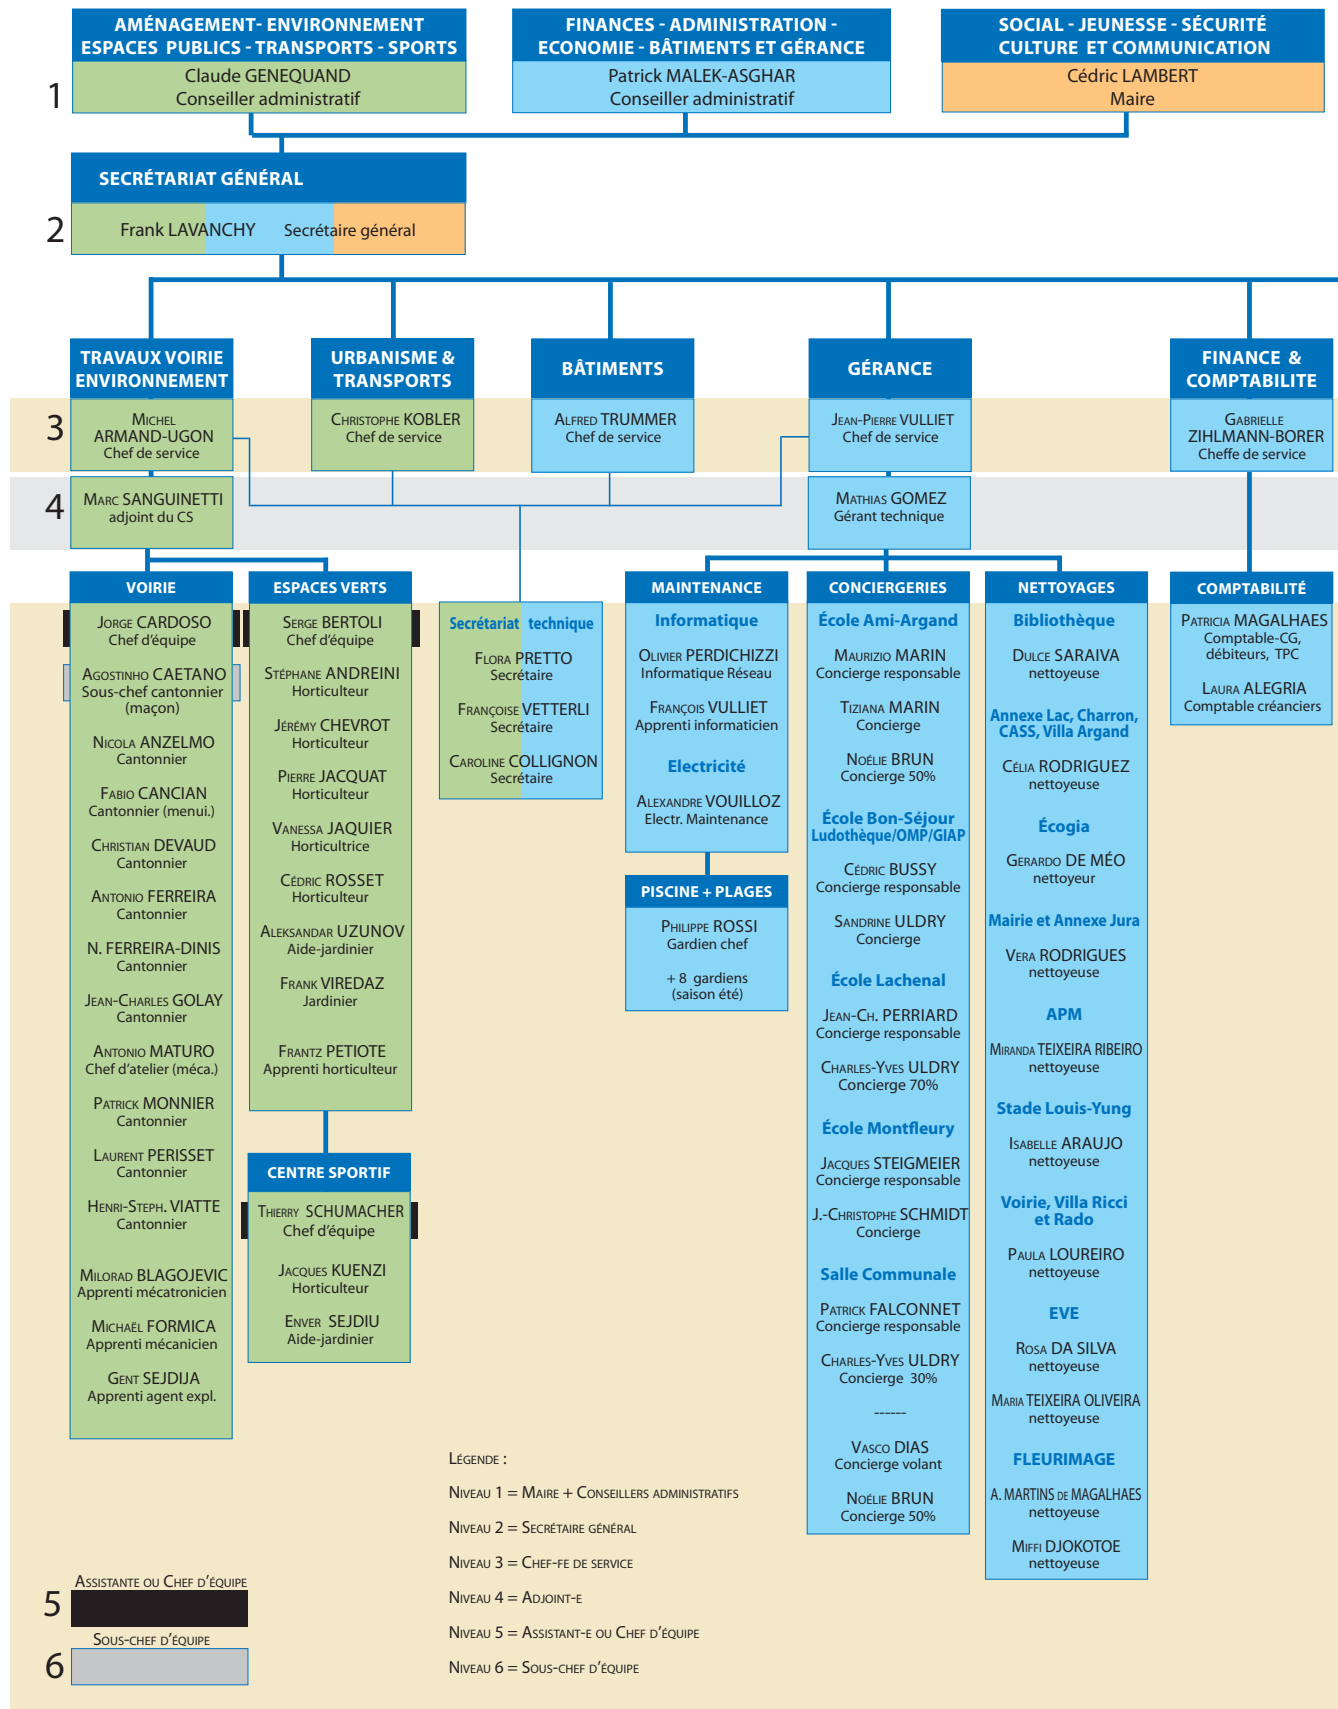 AMÉNAGEMENT- ENVIRONNEMENT
ESPACES PUBLICS - TRANSPORTS - SPORTS
Claude GENEQUAND
Conseiller administratif
FINANCES - ADMINISTRATION -
ECONOMIE - BÂTIMENTS ET GÉRANCE
Patrick MALEK-ASGHAR
Conseiller administratif
SOCIAL - JEUNESSE - SÉCURITÉ
CULTURE ET COMMUNICATION
Cédric LAMBERT
Maire
1
SECRÉTARIAT GÉNÉRAL
2
Frank LAVANCHY Secrétaire général
TRAVAUX VOIRIE
ENVIRONNEMENT
URBANISME &
TRANSPORTS
BÂTIMENTS
GÉRANCE
FINANCE &
COMPTABILITE
3
MICHEL
ARMAND-UGON
Chef de service
CHRISTOPHE KOBLER
Chef de service
ALFRED TRUMMER
Chef de service
JEAN-PIERRE VULLIET
Chef de service
GABRIELLE
ZIHLMANN-BORER
Cheffe de service
4
MARC SANGUINETTI
adjoint du CS
MATHIAS GOMEZ
Gérant technique
VOIRIE
JORGE CARDOSO
Chef d'équipe
AGOSTINHO CAETANO
Sous-chef cantonnier
(maçon)
NICOLA ANZELMO
Cantonnier
FABIO CANCIAN
Cantonnier (menui.)
CHRISTIAN DEVAUD
Cantonnier
ANTONIO FERREIRA
Cantonnier
N. FERREIRA-DINIS
Cantonnier
JEAN-CHARLES GOLAY
Cantonnier
ANTONIO MATURO
Chef d'atelier (méca.)
PATRICK MONNIER
Cantonnier
LAURENT PERISSET
Cantonnier
HENRI-STEPH. VIATTE
Cantonnier
MILORAD BLAGOJEVIC
Apprenti mécatronicien
MICHAËL FORMICA
Apprenti mécanicien
GENT SEJDIJA
Apprenti agent expl.
ESPACES VERTS
SERGE BERTOLI
Chef d'équipe
STÉPHANE ANDREINI
Horticulteur
JÉRÉMY CHEVROT
Horticulteur
PIERRE JACQUAT
Horticulteur
VANESSA JAQUIER
Horticultrice
CÉDRIC ROSSET
Horticulteur
ALEKSANDAR UZUNOV
Aide-jardinier
FRANK VIREDAZ
Jardinier
FRANTZ PETIOTE
Apprenti horticulteur
CENTRE SPORTIF
THIERRY SCHUMACHER
Chef d'équipe
JACQUES KUENZI
Horticulteur
ENVER SEJDIU
Aide-jardinier
Secrétariat technique
FLORA PRETTO
Secrétaire
FRANÇOISE VETTERLI
Secrétaire
CAROLINE COLLIGNON
Secrétaire
MAINTENANCE
Informatique
OLIVIER PERDICHIZZI
Informatique Réseau
FRANÇOIS VULLIET
Apprenti informaticien
Electricité
ALEXANDRE VOUILLOZ
Electr. Maintenance
PISCINE + PLAGES
PHILIPPE ROSSI
Gardien chef
+ 8 gardiens
(saison été)
CONCIERGERIES
École Ami-Argand
MAURIZIO MARIN
Concierge responsable
TIZIANA MARIN
Concierge
NOÉLIE BRUN
Concierge 50%
École Bon-Séjour
Ludothèque/OMP/GIAP
CÉDRIC BUSSY
Concierge responsable
SANDRINE ULDRY
Concierge
École Lachenal
JEAN-CH. PERRIARD
Concierge responsable
CHARLES-YVES ULDRY
Concierge 70%
École Montfleury
JACQUES STEIGMEIER
Concierge responsable
J.-CHRISTOPHE SCHMIDT
Concierge
Salle Communale
PATRICK FALCONNET
Concierge responsable
CHARLES-YVES ULDRY
Concierge 30%
------
VASCO DIAS
Concierge volant
NOÉLIE BRUN
Concierge 50%
NETTOYAGES
Bibliothèque
DULCE SARAIVA
nettoyeuse
Annexe Lac, Charron,
CASS, Villa Argand
CÉLIA RODRIGUEZ
nettoyeuse
Écogia
GERARDO DE MÉO
nettoyeur
Mairie et Annexe Jura
VERA RODRIGUES
nettoyeuse
APM
MIRANDA TEIXEIRA RIBEIRO
nettoyeuse
Stade Louis-Yung
ISABELLE ARAUJO
nettoyeuse
Voirie, Villa Ricci
et Rado
PAULA LOUREIRO
nettoyeuse
EVE
ROSA DA SILVA
nettoyeuse
MARIA TEIXEIRA OLIVEIRA
nettoyeuse
FLEURIMAGE
A. MARTINS DE MAGALHAES
nettoyeuse
MIFFI DJOKOTOE
nettoyeuse
COMPTABILITÉ
PATRICIA MAGALHAES
Comptable-CG,
débiteurs, TPC
LAURA ALEGRIA
Comptable créanciers
LÉGENDE :
NIVEAU 1 = MAIRE + CONSEILLERS ADMINISTRATIFS
NIVEAU 2 = SECRÉTAIRE GÉNÉRAL
NIVEAU 3 = CHEF-FE DE SERVICE
NIVEAU 4 = ADJOINT-E
NIVEAU 5 = ASSISTANT-E OU CHEF D'ÉQUIPE
NIVEAU 6 = SOUS-CHEF D'ÉQUIPE
ASSISTANTE OU CHEF D'ÉQUIPE
5
SOUS-CHEF D'ÉQUIPE
6